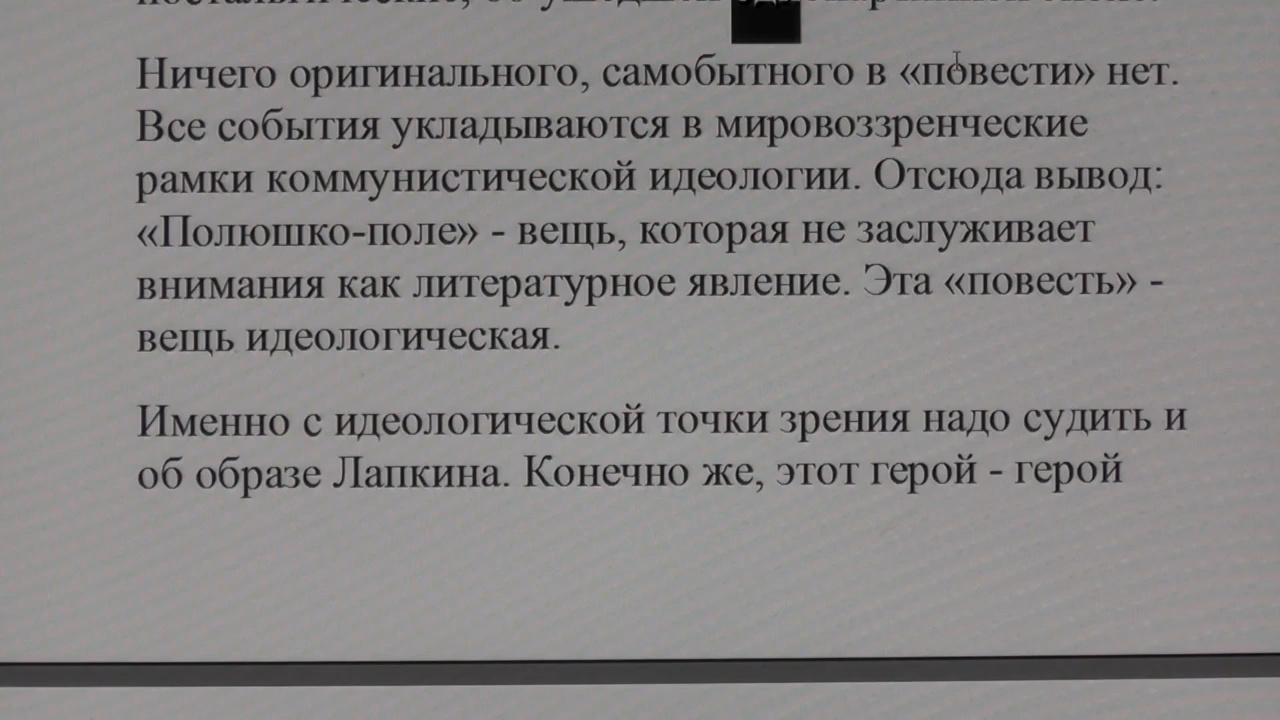 Ничего оригинального, самобытного в «повести» нет.
Все события укладываются в мировоззренческие
рамки коммунистической идеологии. Отсюда вывод:
«Полюшко-поле» - вещь, которая не заслуживает
внимания как литературное явление. Эта «повесть» -
вещь идеологическая.
Именно с идеологической точки зрения надо судить и
об образе Лапкина. Конечно же, этот герой - герой